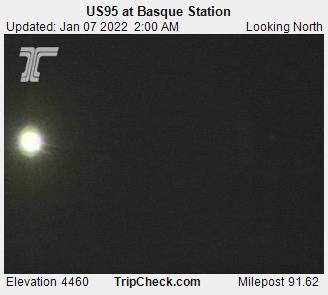 US95 at Basque Station
Updated: Jan 07 2022 2:00 AM Looking North
Elevation 4460 TripCheck.com Milepost 91.62